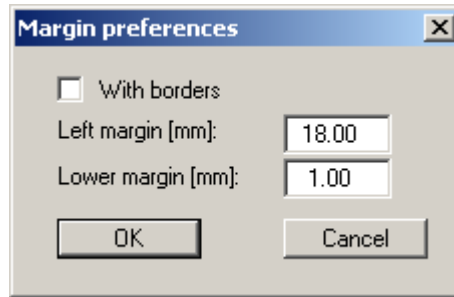 Margin preferences
With borders
Left margin [mm]: 18.00
Lower margin [mm]: 1.00
OK Cancel